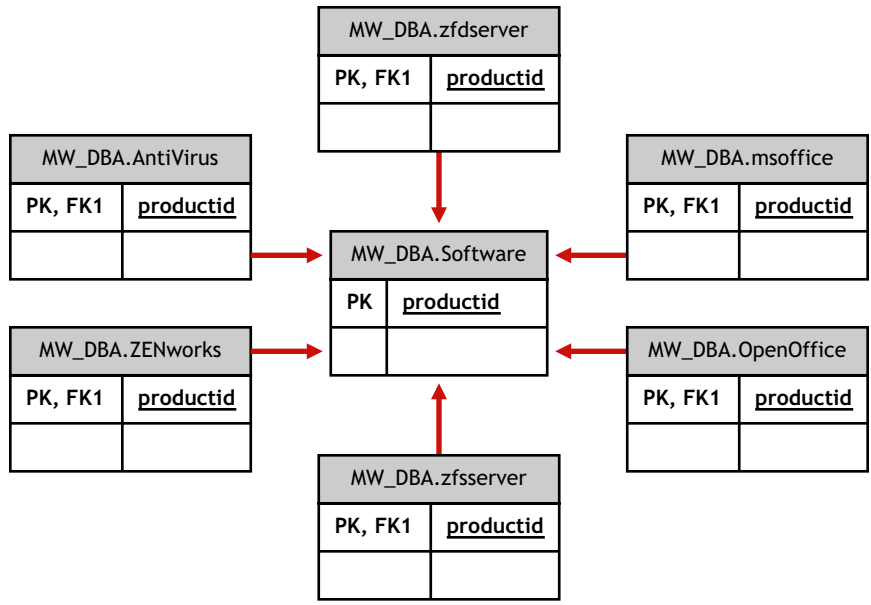 MW_DBA.zfdserver
PK, FK1 productid
MW_DBA.AntiVirus
PK, FK1 productid
MW_DBA.msoffice
PK, FK1 productid
MW_DBA.Software
PK productid
MW_DBA.ZENworks
PK, FK1 productid
MW_DBA.OpenOffice
PK, FK1 productid
MW_DBA.zfsserver
PK, FK1 productid